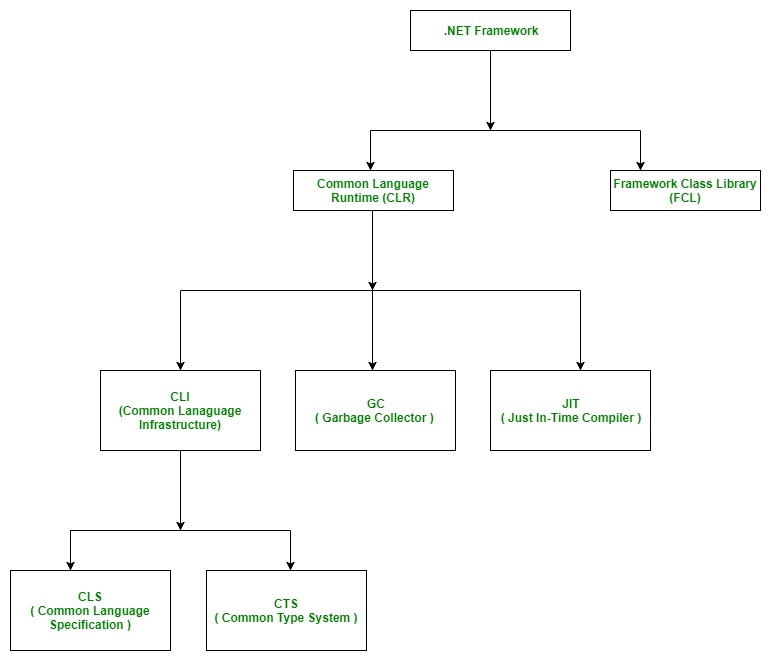 .NET Framework
Common Language
Runtime (CLR)
Framework Class Library
(FCL)
CLI
(Common Lanaguage
Infrastructure)
GC
( Garbage Collector )
JIT
( Just In-Time Compiler )
CLS
( Common Language
Specification )
CTS
( Common Type System )